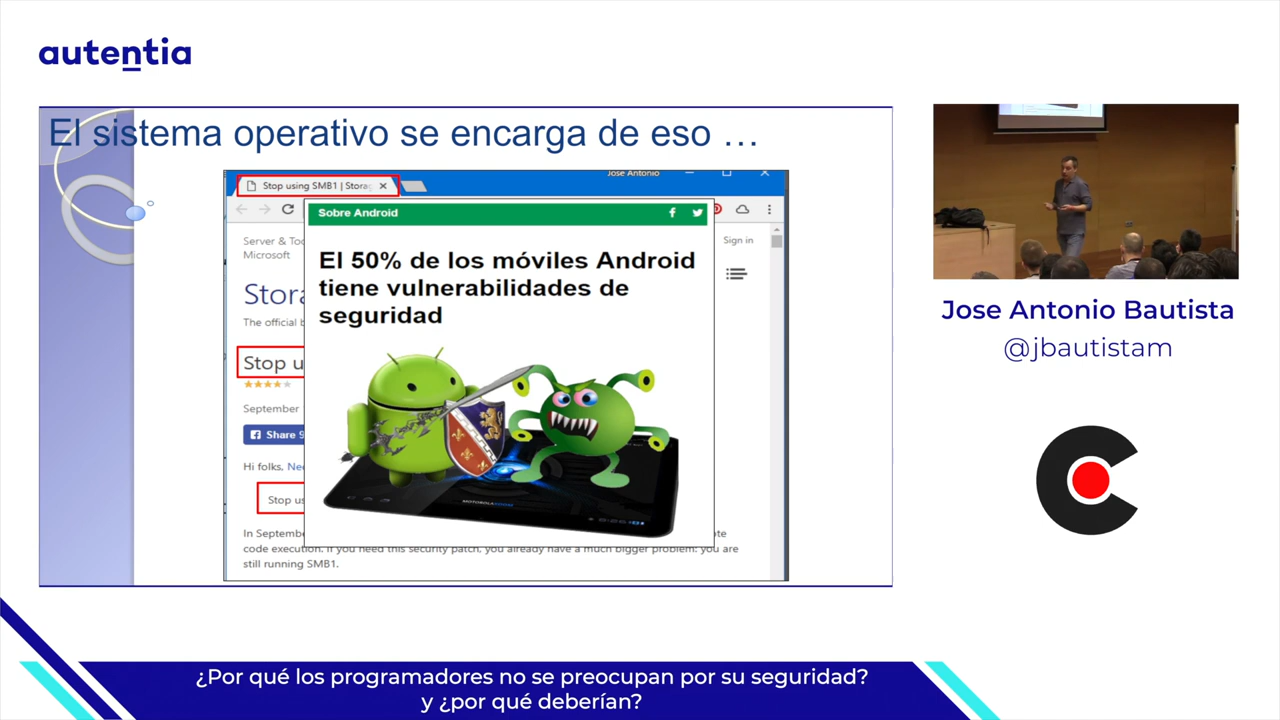 autentia
El sistema operativo se encarga de eso …
Jose Antonio
Stop using SMB1 | Storag
Sobre Android
Server & Too
Microsoft
Sign in
El 50% de los móviles Android
tiene vulnerabilidades de
seguridad
Stora
The official b
Stop u
September
Share 9
Hi folks, Ned
Stop us
MOTOROLA
In Septemb
code execution. If you need this security patch, you already have a much bigger problem: you are
still running SMB1.
Jose Antonio Bautista
@jbautistam
¿Por qué los programadores no se preocupan por su seguridad?
y ¿por qué deberían?